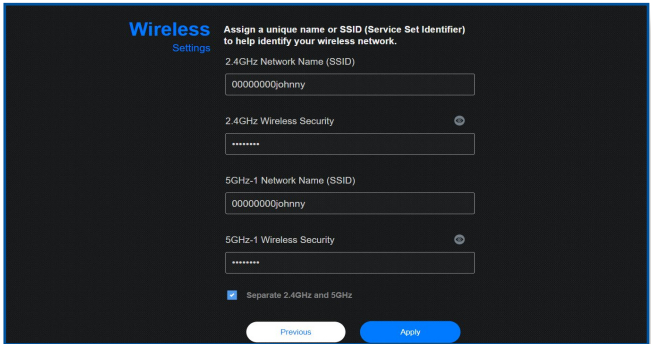 Wireless
Settings
Assign a unique name or SSID (Service Set Identifier)
to help identify your wireless network.
2.4GHz Network Name (SSID)
00000000johnny
2.4GHz Wireless Security
••••••••
5GHz-1 Network Name (SSID)
00000000johnny
5GHz-1 Wireless Security
••••••••
Separate 2.4GHz and 5GHz
Previous
Apply